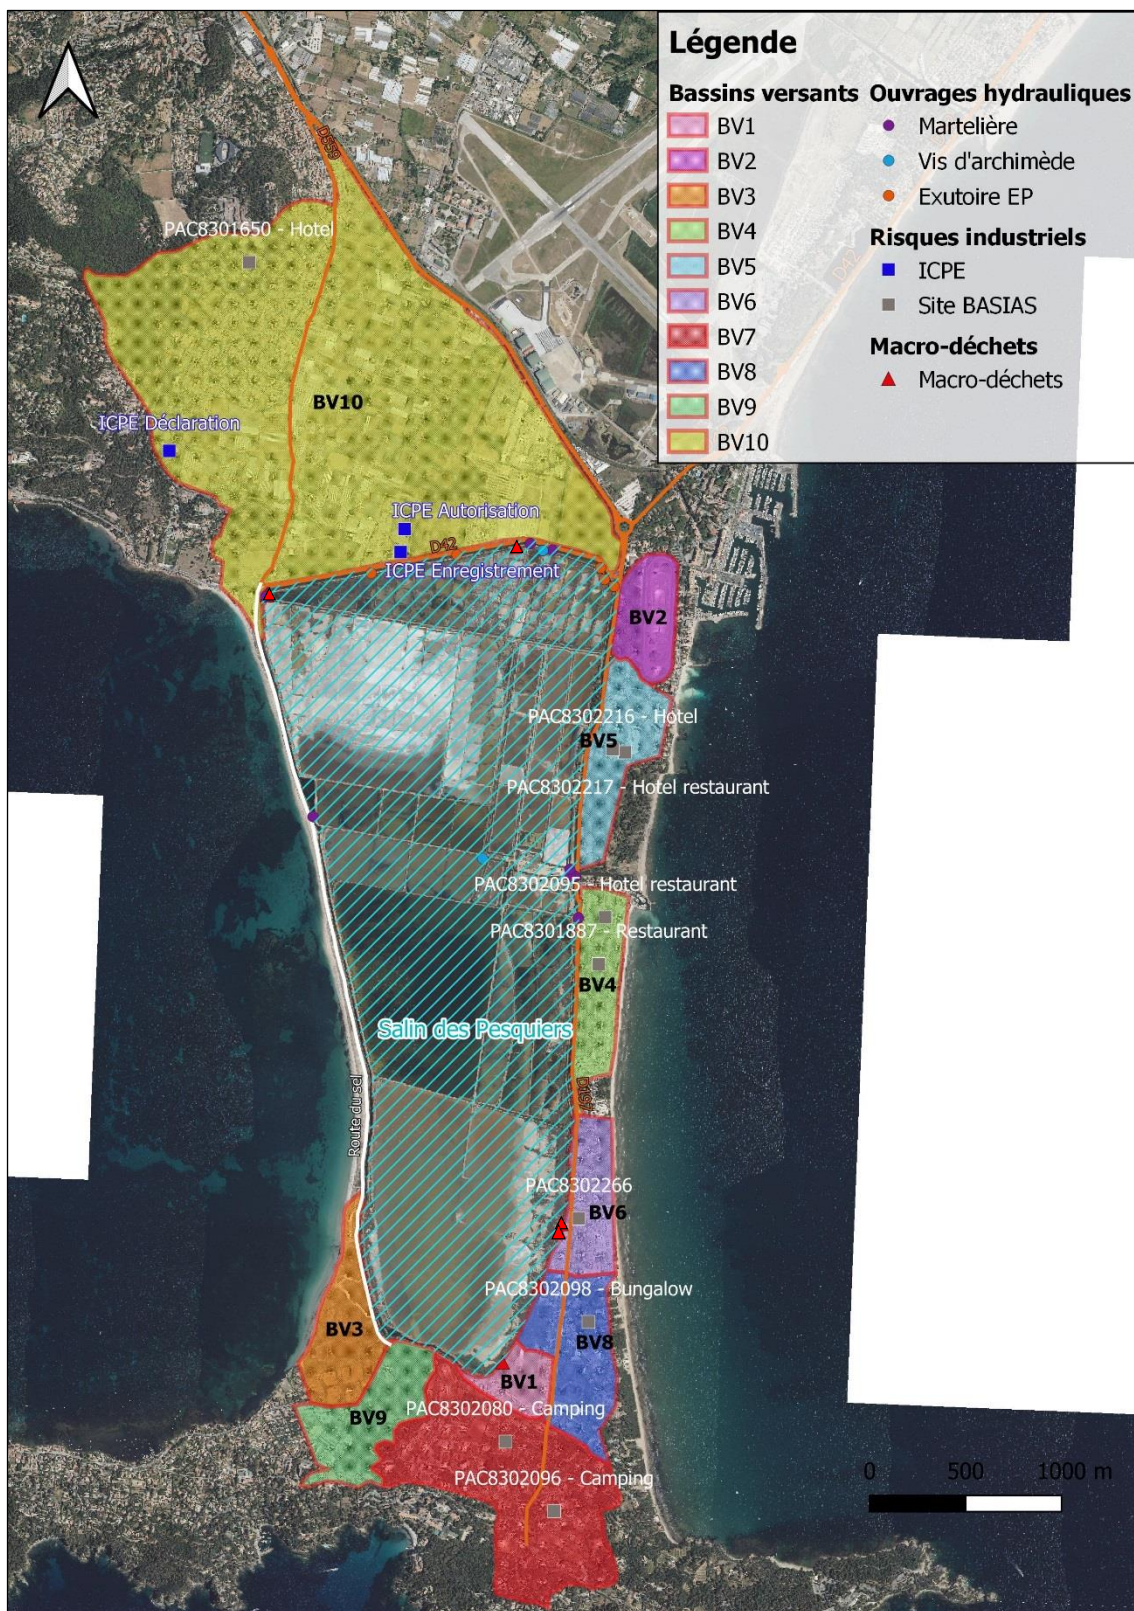 Légende
Bassins versants
BV1
BV2
BV3
BV4
BV5
BV6
BV7
BV8
BV9
BV10
Ouvrages hydrauliques
Martelière
Vis d'archimède
Exutoire EP
Risques industriels
ICPE
Site BASIAS
Macro-déchets
Macro-déchets
D559
D42
PAC8301650 - Hotel
BV10
ICPE Déclaration
ICPE Autorisation
D42
ICPE Enregistrement
BV2
PAC8302216 - Hotel
BV5
PAC8302217 - Hotel restaurant
PAC8302095 - Hotel restaurant
PAC8301887 - Restaurant
BV4
Salin des Pesquiers
D197
Route du sel
PAC8302266
BV6
PAC8302098 - Bungalow
BV3
BV8
BV1
BV9
PAC8302080 - Camping
PAC8302096 - Camping
0 500 1000 m